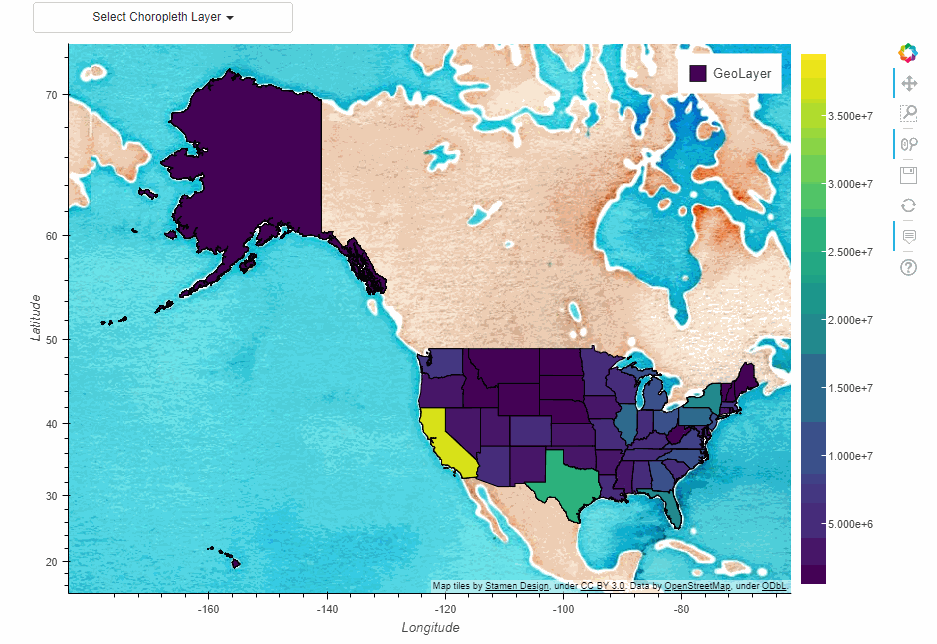 Select Choropleth Layer
GeoLayer
70
60
50
40
30
20
Latitude
-160
-140
-120
-100
-80
Longitude
3.500e+7
3.000e+7
2.500e+7
2.000e+7
1.500e+7
1.000e+7
5.000e+6
Map tiles by Stamen Design, under CC BY 3.0. Data by OpenStreetMap, under ODbL.
?